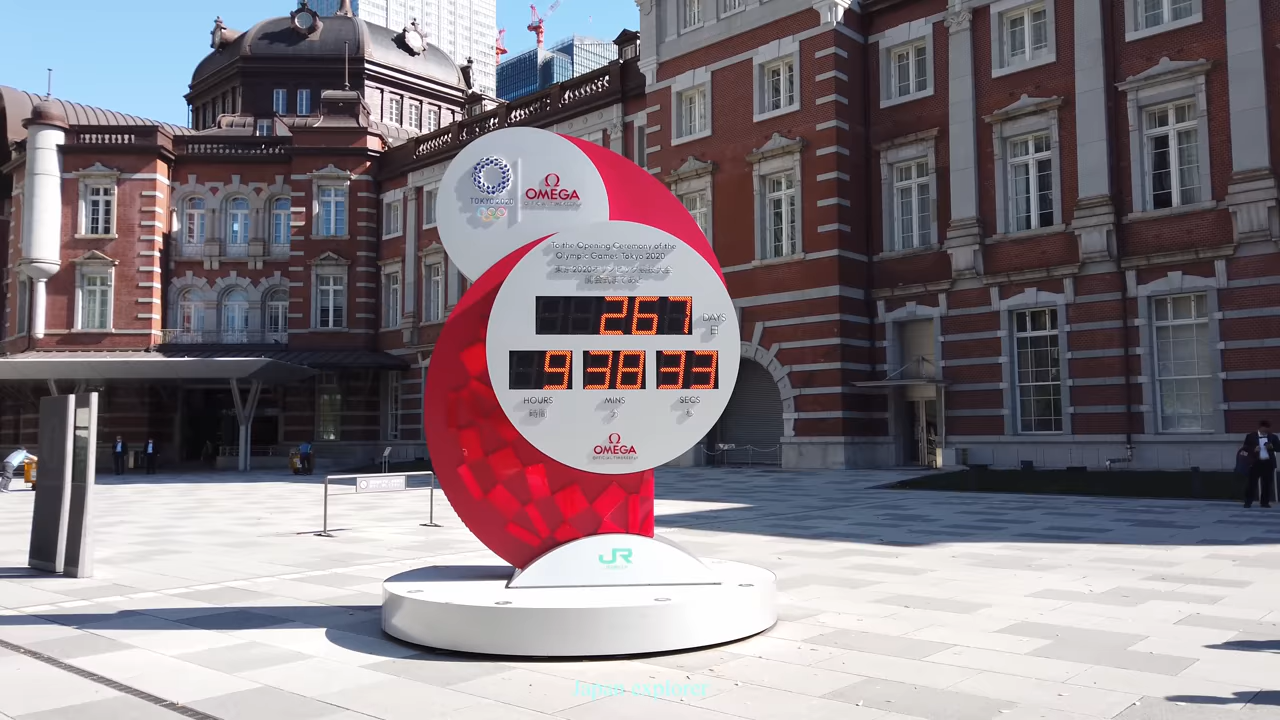 TOKYO 2020
OMEGA
To the Opening Ceremony of the
Olympic Games Tokyo 2020
267
DAYS
日
9 38 33
HOURS MINS SECS
時間 分 秒
OMEGA
JR
Japan explorer